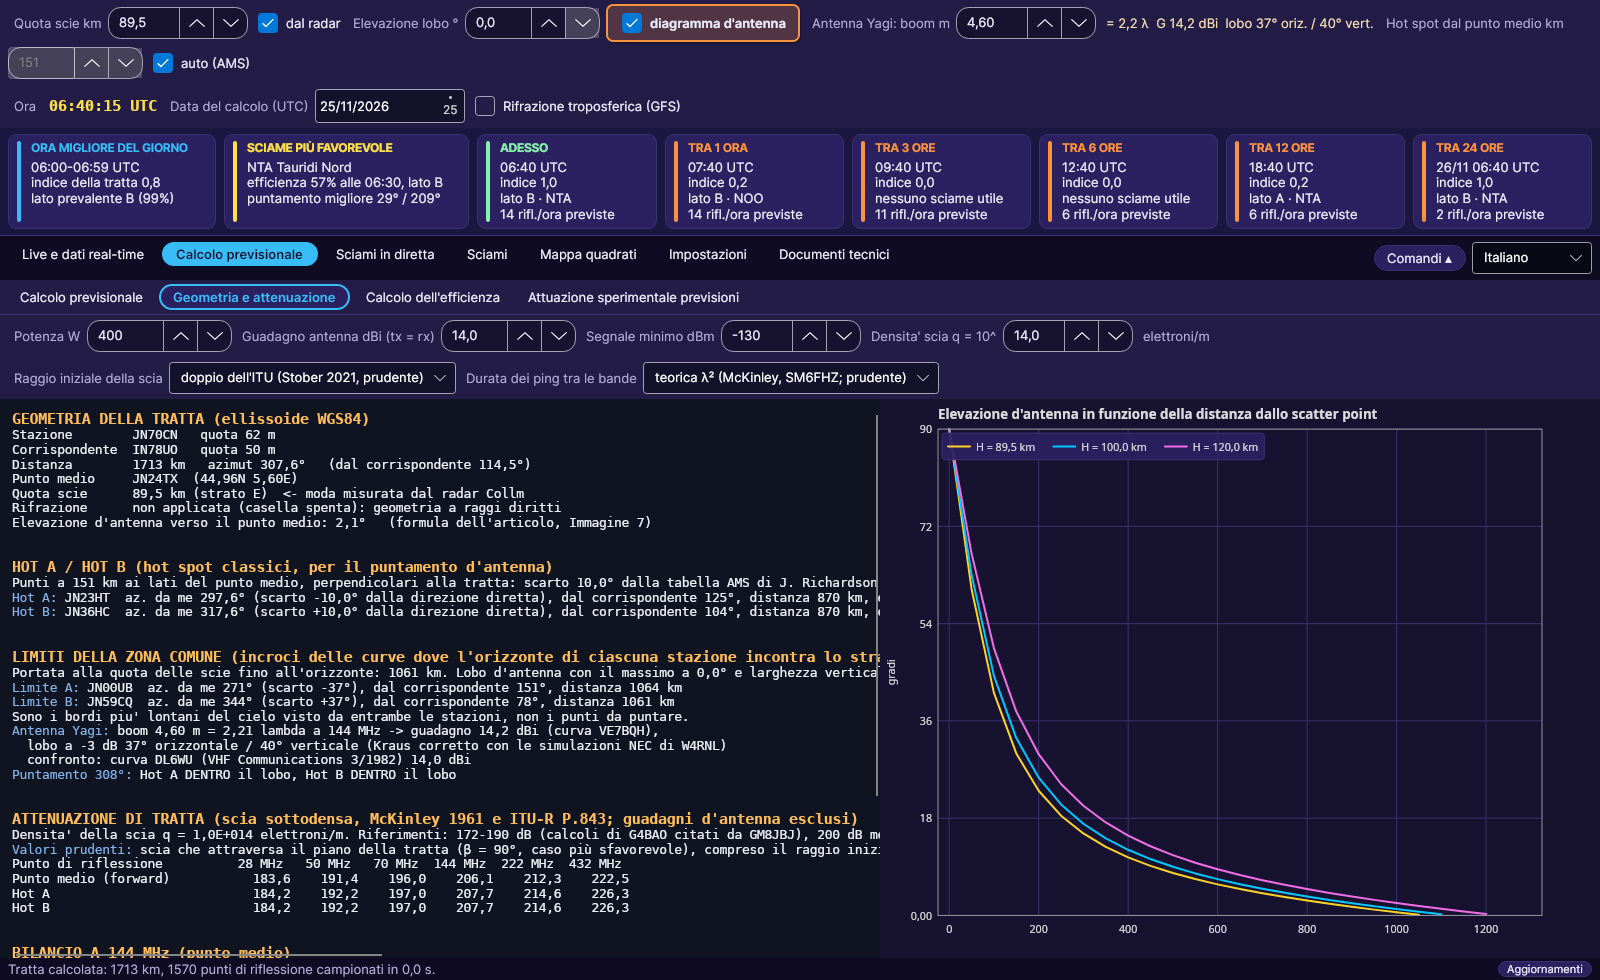 Quota scie km 89,5 dal radar Elevazione lobo ° 0,0 diagramma d'antenna Antenna Yagi: boom m 4,60 = 2,2 λ G 14,2 dBi lobo 37° oriz. / 40° vert. Hot spot dal punto medio km
151 auto (AMS)
Ora 06:40:15 UTC Data del calcolo (UTC) 25/11/2026 25 Rifrazione troposferica (GFS)
ORA MIGLIORE DEL GIORNO
06:00-06:59 UTC
indice della tratta 0,8
lato prevalente B (99%)
SCIAME PIÙ FAVOREVOLE
NTA Tauridi Nord
efficienza 57% alle 06:30, lato B
puntamento migliore 29° / 209°
ADESSO
06:40 UTC
indice 1,0
lato B · NTA
14 rifl./ora previste
TRA 1 ORA
07:40 UTC
indice 0,2
lato B · NOO
14 rifl./ora previste
TRA 3 ORE
09:40 UTC
indice 0,0
nessuno sciame utile
11 rifl./ora previste
TRA 6 ORE
12:40 UTC
indice 0,0
nessuno sciame utile
6 rifl./ora previste
TRA 12 ORE
18:40 UTC
indice 0,2
lato A · NTA
6 rifl./ora previste
TRA 24 ORE
26/11 06:40 UTC
indice 1,0
lato B · NTA
2 rifl./ora previste
Live e dati real-time Calcolo previsionale Sciami in diretta Sciami Mappa quadrati Impostazioni Documenti tecnici Comandi ▴ Italiano
Calcolo previsionale Geometria e attenuazione Calcolo dell'efficienza Attuazione sperimentale previsioni
Potenza W 400 Guadagno antenna dBi (tx = rx) 14,0 Segnale minimo dBm -130 Densita' scia q = 10^ 14,0 elettroni/m
Raggio iniziale della scia doppio dell'ITU (Stober 2021, prudente) Durata dei ping tra le bande teorica λ² (McKinley, SM6FHZ; prudente)
GEOMETRIA DELLA TRATTA (ellissoide WGS84)
Stazione JN70CN quota 62 m
Corrispondente IN78UO quota 50 m
Distanza 1713 km azimut 307,6° (dal corrispondente 114,5°)
Punto medio JN24TX (44,96N 5,60E)
Quota scie 89,5 km (strato E) <- moda misurata dal radar Collm
Rifrazione non applicata (casella spenta): geometria a raggi diritti
Elevazione d'antenna verso il punto medio: 2,1° (formula dell'articolo, Immagine 7)
HOT A / HOT B (hot spot classici, per il puntamento d'antenna)
Punti a 151 km ai lati del punto medio, perpendicolari alla tratta: scarto 10,0° dalla tabella AMS di J. Richardson
Hot A: JN23HT az. da me 297,6° (scarto -10,0° dalla direzione diretta), dal corrispondente 125°, distanza 870 km,
Hot B: JN36HC az. da me 317,6° (scarto +10,0° dalla direzione diretta), dal corrispondente 104°, distanza 870 km,
LIMITI DELLA ZONA COMUNE (incroci delle curve dove l'orizzonte di ciascuna stazione incontra lo stra
Portata alla quota delle scie fino all'orizzonte: 1061 km. Lobo d'antenna con il massimo a 0,0° e larghezza vertica
Limite A: JN00UB az. da me 271° (scarto -37°), dal corrispondente 151°, distanza 1064 km
Limite B: JN59CQ az. da me 344° (scarto +37°), dal corrispondente 78°, distanza 1061 km
Sono i bordi piu' lontani del cielo visto da entrambe le stazioni, non i punti da puntare.
Antenna Yagi: boom 4,60 m = 2,21 lambda a 144 MHz -> guadagno 14,2 dBi (curva VE7BQH),
lobo a -3 dB 37° orizzontale / 40° verticale (Kraus corretto con le simulazioni NEC di W4RNL)
confronto: curva DL6WU (VHF Communications 3/1982) 14,0 dBi
Puntamento 308°: Hot A DENTRO il lobo, Hot B DENTRO il lobo
ATTENUAZIONE DI TRATTA (scia sottodensa, McKinley 1961 e ITU-R P.843; guadagni d'antenna esclusi)
Densita' della scia q = 1,0E+014 elettroni/m. Riferimenti: 172-190 dB (calcoli di G4BAO citati da GM8JBJ), 200 dB m
Valori prudenti: scia che attraversa il piano della tratta (β = 90°, caso più sfavorevole), compreso il raggio inizi
Punto di riflessione 28 MHz 50 MHz 70 MHz 144 MHz 222 MHz 432 MHz
Punto medio (forward) 183,6 191,4 196,0 206,1 212,3 222,5
Hot A 184,2 192,2 197,0 207,7 214,6 226,3
Hot B 184,2 192,2 197,0 207,7 214,6 226,3
BILANCIO A 144 MHz (punto medio)
Elevazione d'antenna in funzione della distanza dallo scatter point
H = 89,5 km H = 100,0 km H = 120,0 km
gradi
90
72
54
36
18
0,00
0 200 400 600 800 1000 1200
Tratta calcolata: 1713 km, 1570 punti di riflessione campionati in 0,0 s. Aggiornamenti